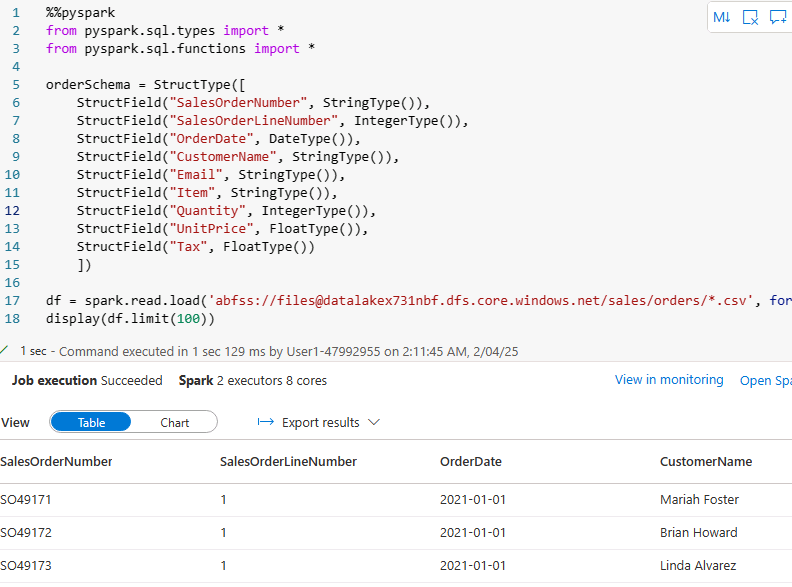 1 %%pyspark
2 from pyspark.sql.types import *
3 from pyspark.sql.functions import *
4
5 orderSchema = StructType([
6     StructField("SalesOrderNumber", StringType()),
7     StructField("SalesOrderLineNumber", IntegerType()),
8     StructField("OrderDate", DateType()),
9     StructField("CustomerName", StringType()),
10     StructField("Email", StringType()),
11     StructField("Item", StringType()),
12     StructField("Quantity", IntegerType()),
13     StructField("UnitPrice", FloatType()),
14     StructField("Tax", FloatType())
15     ])
16
17 df = spark.read.load('abfss://files@datalakex731nbf.dfs.core.windows.net/sales/orders/*.csv', for
18 display(df.limit(100))
M↓
1 sec - Command executed in 1 sec 129 ms by User1-47992955 on 2:11:45 AM, 2/04/25
Job execution Succeeded Spark 2 executors 8 cores View in monitoring Open Spa
View Table Chart Export results
SalesOrderNumber SalesOrderLineNumber OrderDate CustomerName
SO49171 1 2021-01-01 Mariah Foster
SO49172 1 2021-01-01 Brian Howard
SO49173 1 2021-01-01 Linda Alvarez